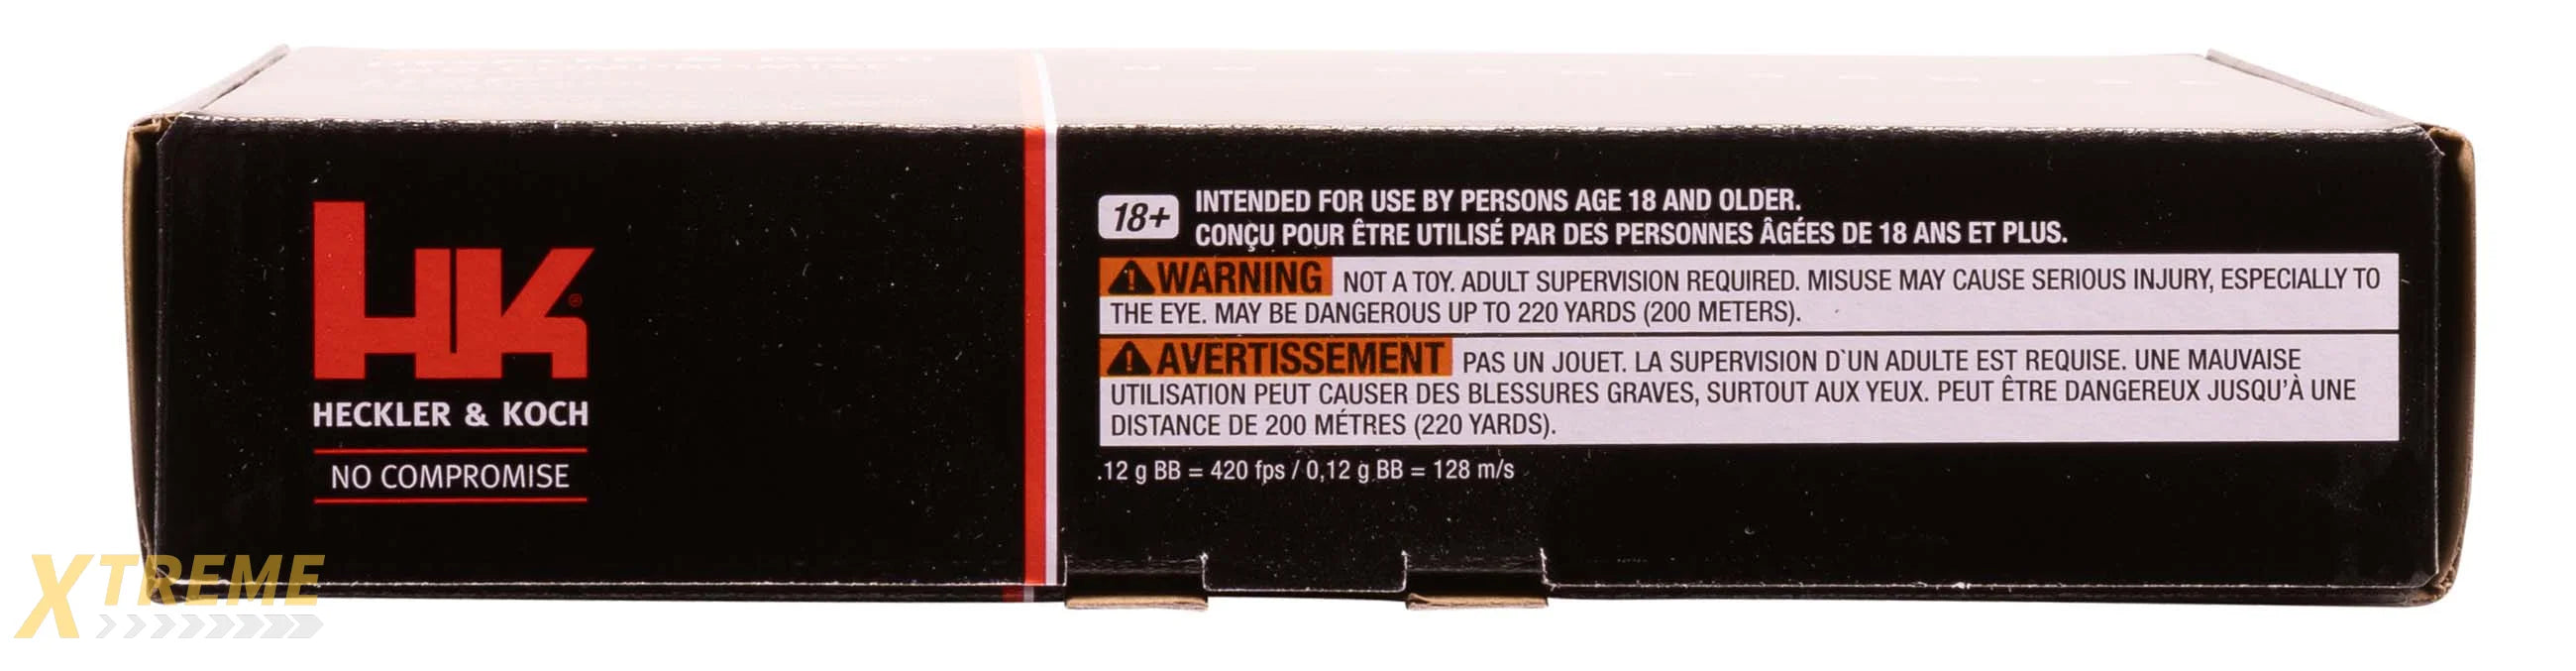 HK®
HECKLER & KOCH
NO COMPROMISE
18+
INTENDED FOR USE BY PERSONS AGE 18 AND OLDER.
CONÇU POUR ÊTRE UTILISÉ PAR DES PERSONNES ÂGÉES DE 18 ANS ET PLUS.
WARNING NOT A TOY. ADULT SUPERVISION REQUIRED. MISUSE MAY CAUSE SERIOUS INJURY, ESPECIALLY TO
THE EYE. MAY BE DANGEROUS UP TO 220 YARDS (200 METERS).
AVERTISSEMENT PAS UN JOUET. LA SUPERVISION D`UN ADULTE EST REQUISE. UNE MAUVAISE
UTILISATION PEUT CAUSER DES BLESSURES GRAVES, SURTOUT AUX YEUX. PEUT ÊTRE DANGEREUX JUSQU'À UNE
DISTANCE DE 200 MÉTRES (220 YARDS).
.12 g BB = 420 fps / 0,12 g BB = 128 m/s
XTREME